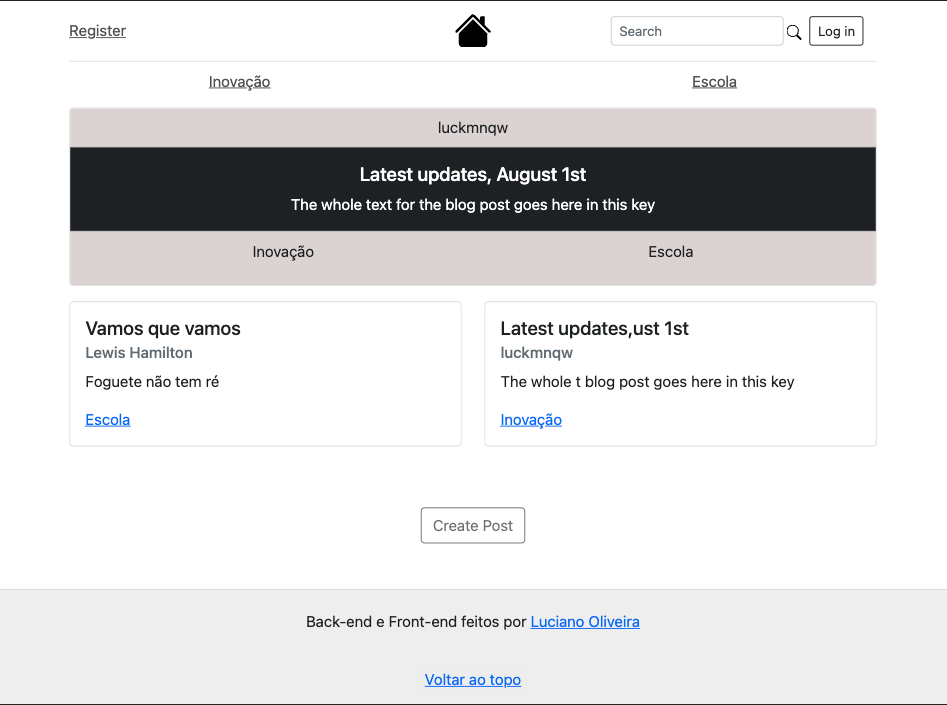 Register
Search
Log in
Inovação
Escola
luckmnqw
Latest updates, August 1st
The whole text for the blog post goes here in this key
Inovação
Escola
Vamos que vamos
Lewis Hamilton
Foguete não tem ré
Escola
Latest updates,ust 1st
luckmnqw
The whole t blog post goes here in this key
Inovação
Create Post
Back-end e Front-end feitos por Luciano Oliveira
Voltar ao topo